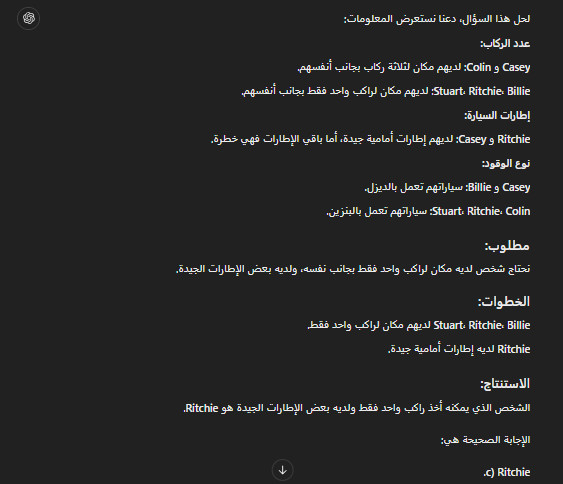 لحل هذا السؤال، دعنا نستعرض المعلومات:
عدد الركاب:
Casey و Colin: لديهم مكان لثلاثة ركاب بجانب أنفسهم.
Stuart، Ritchie، Billie: لديهم مكان لراكب واحد فقط بجانب أنفسهم.
إطارات السيارة:
Ritchie و Casey: لديهم إطارات أمامية جيدة، أما باقي الإطارات فهي خطرة.
نوع الوقود:
Casey و Billie: سياراتهم تعمل بالديزل.
Stuart، Ritchie، Colin: سياراتهم تعمل بالبنزين.
مطلوب:
نحتاج شخص لديه مكان لراكب واحد فقط بجانب نفسه، ولديه بعض الإطارات الجيدة.
الخطوات:
Stuart، Ritchie، Billie لديهم مكان لراكب واحد فقط.
Ritchie لديه إطارات أمامية جيدة.
الاستنتاج:
الشخص الذي يمكنه أخذ راكب واحد فقط ولديه بعض الإطارات الجيدة هو Ritchie.
الإجابة الصحيحة هي:
c) Ritchie.